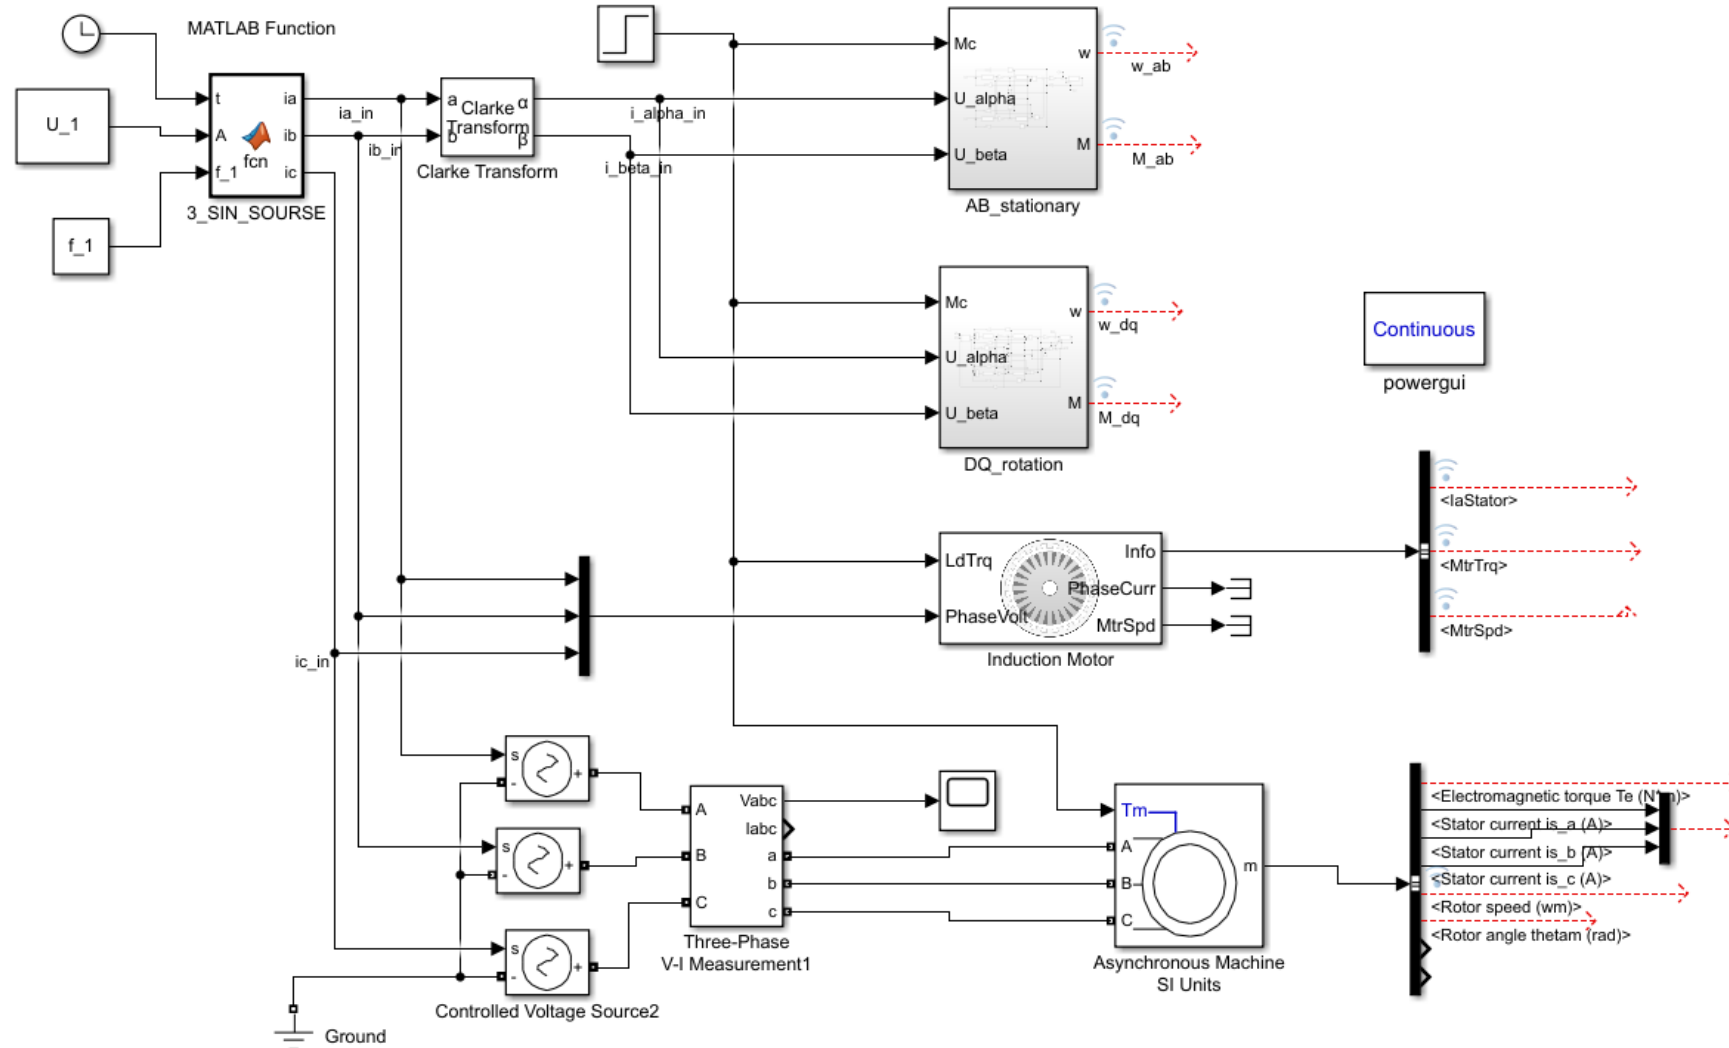 MATLAB Function
t
A
f_1
ia
ib
ic
fcn
3_SIN_SOURSE
U_1
f_1
ia_in
ib_in
a
b
Clarke
Transform
α
β
Clarke Transform
i_alpha_in
i_beta_in
Mc
U_alpha
U_beta
w
M
AB_stationary
w_ab
M_ab
Mc
U_alpha
U_beta
w
M
DQ_rotation
w_dq
M_dq
Continuous
powergui
LdTrq
PhaseVolt
Info
PhaseCurr
MtrSpd
Induction Motor
<IaStator>
<MtrTrq>
<MtrSpd>
ic_in
s
-
+
s
-
+
s
-
+
Controlled Voltage Source2
Ground
A
B
C
Vabc
Iabc
a
b
c
Three-Phase
V-I Measurement1
Tm
A
B
C
m
Asynchronous Machine
SI Units
<Electromagnetic torque Te (N*m)>
<Stator current is_a (A)>
<Stator current is_b (A)>
<Stator current is_c (A)>
<Rotor speed (wm)>
<Rotor angle thetam (rad)>